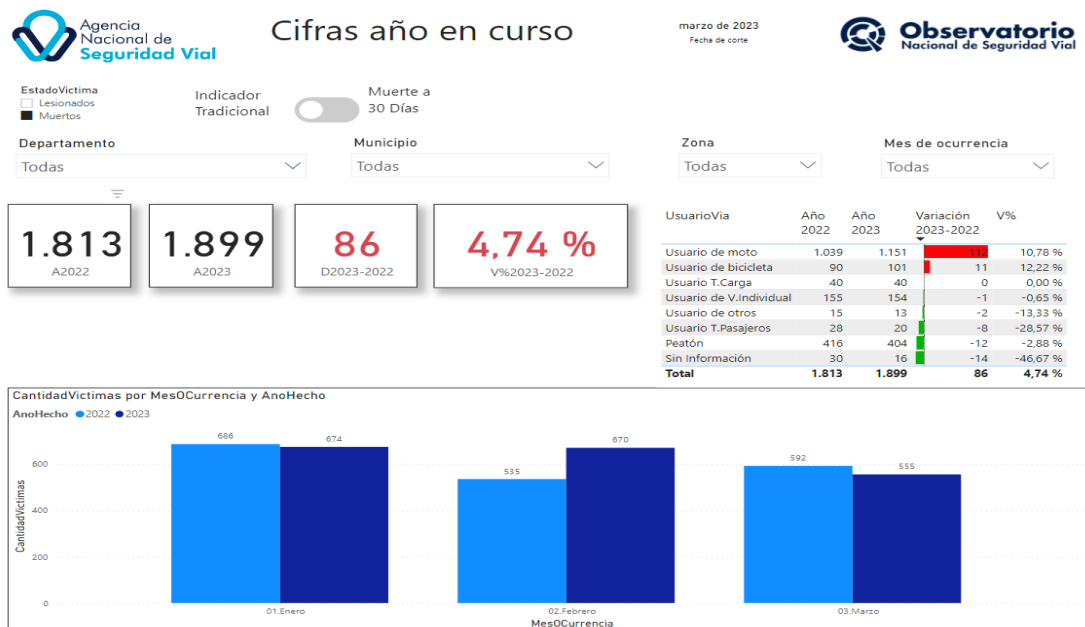 Agencia
Nacional de
Seguridad Vial
Cifras año en curso
marzo de 2023
Fecha de corte
Observatorio
Nacional de Seguridad Vial
EstadoVictima
Lesionados
Muertos
Indicador
Tradicional
Muerte a
30 Días
Departamento
Todas
Municipio
Todas
Zona
Todas
Mes de ocurrencia
Todas
1.813
A2022
1.899
A2023
86
D2023-2022
4,74 %
V%2023-2022
UsuarioVia Año 2022 Año 2023 Variación 2023-2022 V%
Usuario de moto 1.039 1.151 112 10,78 %
Usuario de bicicleta 90 101 11 12,22 %
Usuario T.Carga 40 40 0 0,00 %
Usuario de V.Individual 155 154 -1 -0,65 %
Usuario de otros 15 13 -2 -13,33 %
Usuario T.Pasajeros 28 20 -8 -28,57 %
Peatón 416 404 -12 -2,88 %
Sin Información 30 16 -14 -46,67 %
Total 1.813 1.899 86 4,74 %
CantidadVictimas por MesOCurrencia y AnoHecho
AnoHecho 2022 2023
CantidadVictimas
600
400
200
0
686
674
535
670
592
555
01.Enero
02.Febrero
03.Marzo
MesOCurrencia